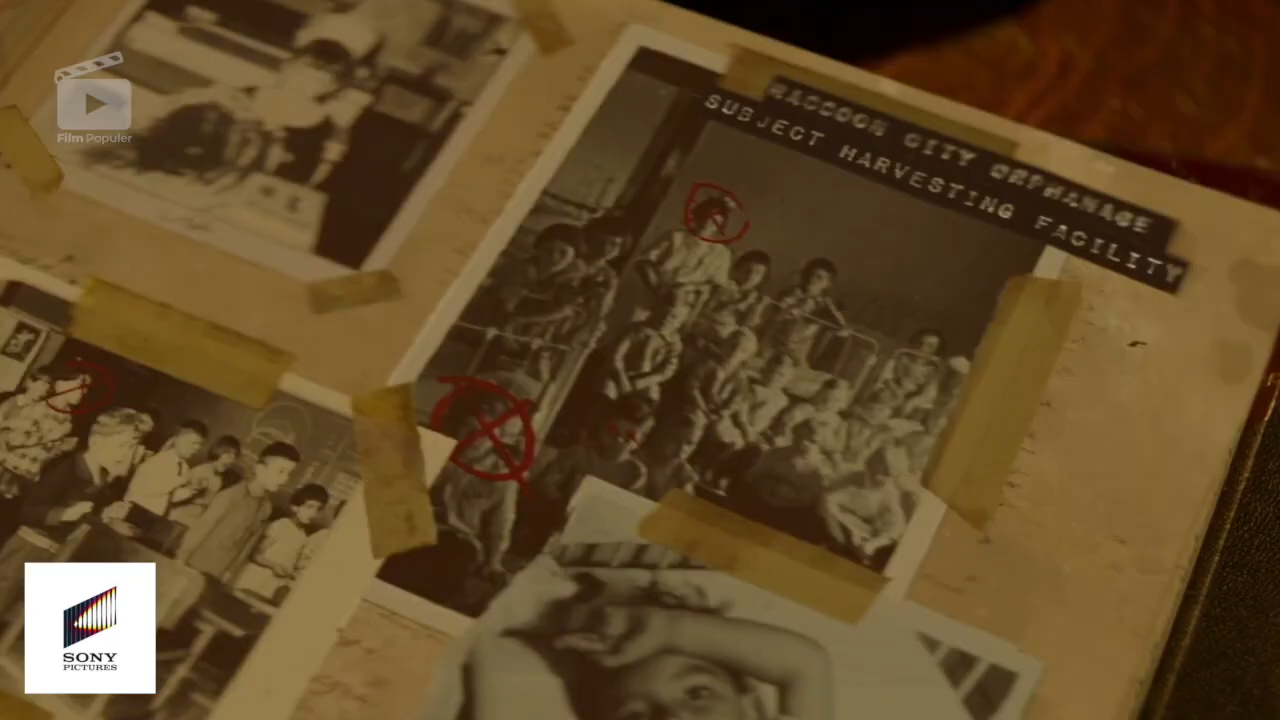 Film Populer
RACCOON CITY ORPHANAGE
SUBJECT HARVESTING FACILITY
SONY
PICTURES